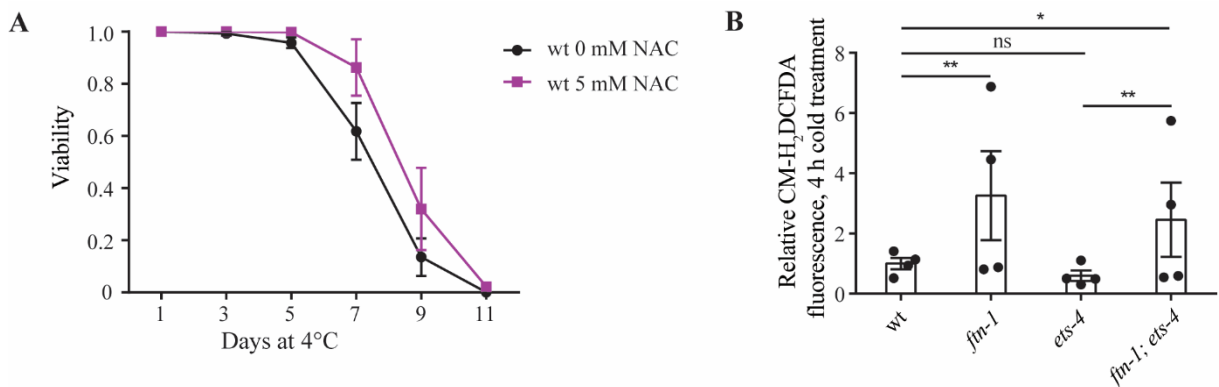 A
Viability
1.0
0.8
0.6
0.4
0.2
0
1 3 5 7 9 11
Days at 4°C
wt 0 mM NAC
wt 5 mM NAC
B
Relative CM-H₂DCFDA
fluorescence, 4 h cold treatment
8
6
4
2
0
*
ns
**
**
wt
ftn-1
ets-4
ftn-1; ets-4